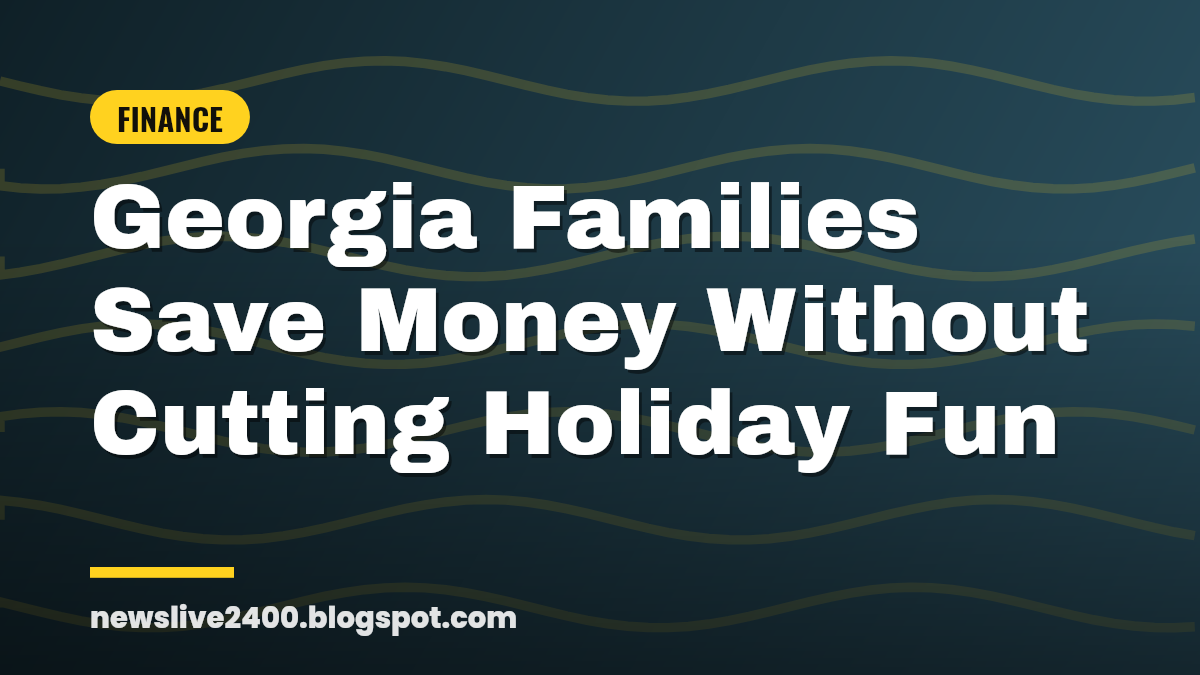 FINANCE
Georgia Families
Save Money Without
Cutting Holiday Fun
newslive2400.blogspot.com